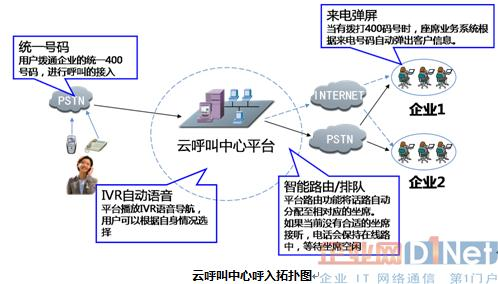 统一号码
用户拨通企业的统一400
号码，进行呼叫的接入
来电弹屏
当有拨打400码号时，座席业务系统根
据来电号码自动弹出客户信息。
PSTN
INTERNET
PSTN
云呼叫中心平台
企业1
企业2
IVR自动语音
平台播放IVR语音导航，
用户可以根据自身情况选
择
智能路由/排队
平台路由功能将话路自动
分配至相对应的坐席。
如果当前没有合适的坐席
接听，电话会保持在线路
中，等待坐席空闲
云呼叫中心呼入拓扑图
企业网D1Net
企业 IT 网络通信 第1门户